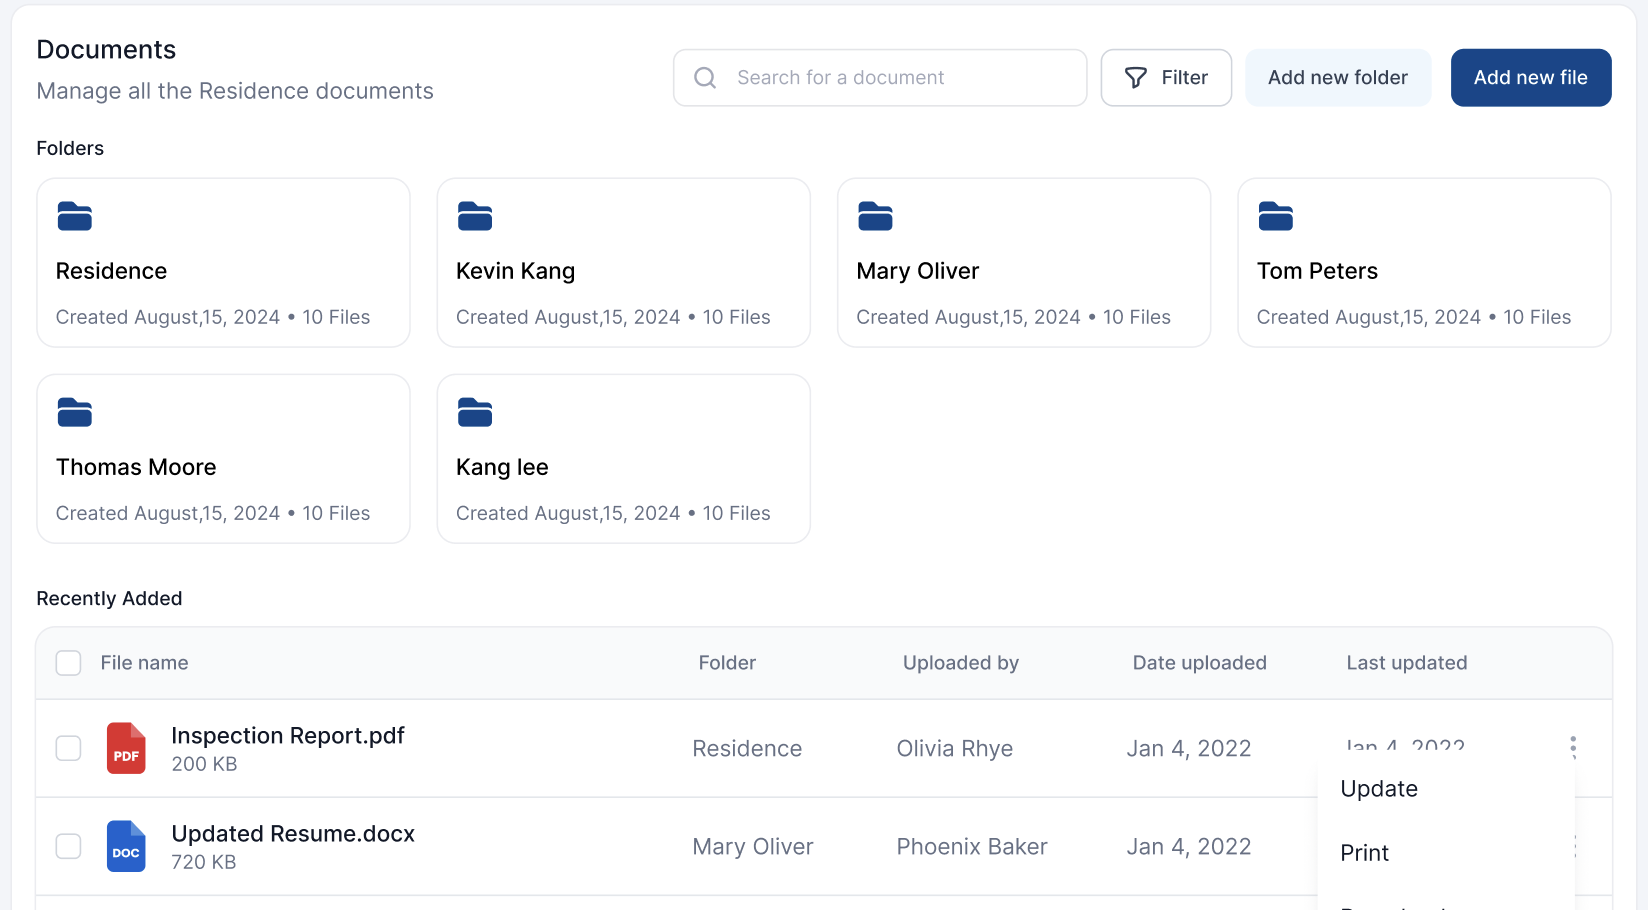 Documents
Manage all the Residence documents
Search for a document
Filter
Add new folder
Add new file
Folders
Residence
Created August,15, 2024 • 10 Files
Kevin Kang
Created August,15, 2024 • 10 Files
Mary Oliver
Created August,15, 2024 • 10 Files
Tom Peters
Created August,15, 2024 • 10 Files
Thomas Moore
Created August,15, 2024 • 10 Files
Kang lee
Created August,15, 2024 • 10 Files
Recently Added
File name Folder Uploaded by Date uploaded Last updated
PDF
Inspection Report.pdf
200 KB
Residence Olivia Rhye Jan 4, 2022 Jan 4, 2022
DOC
Updated Resume.docx
720 KB
Mary Oliver Phoenix Baker Jan 4, 2022
Update
Print